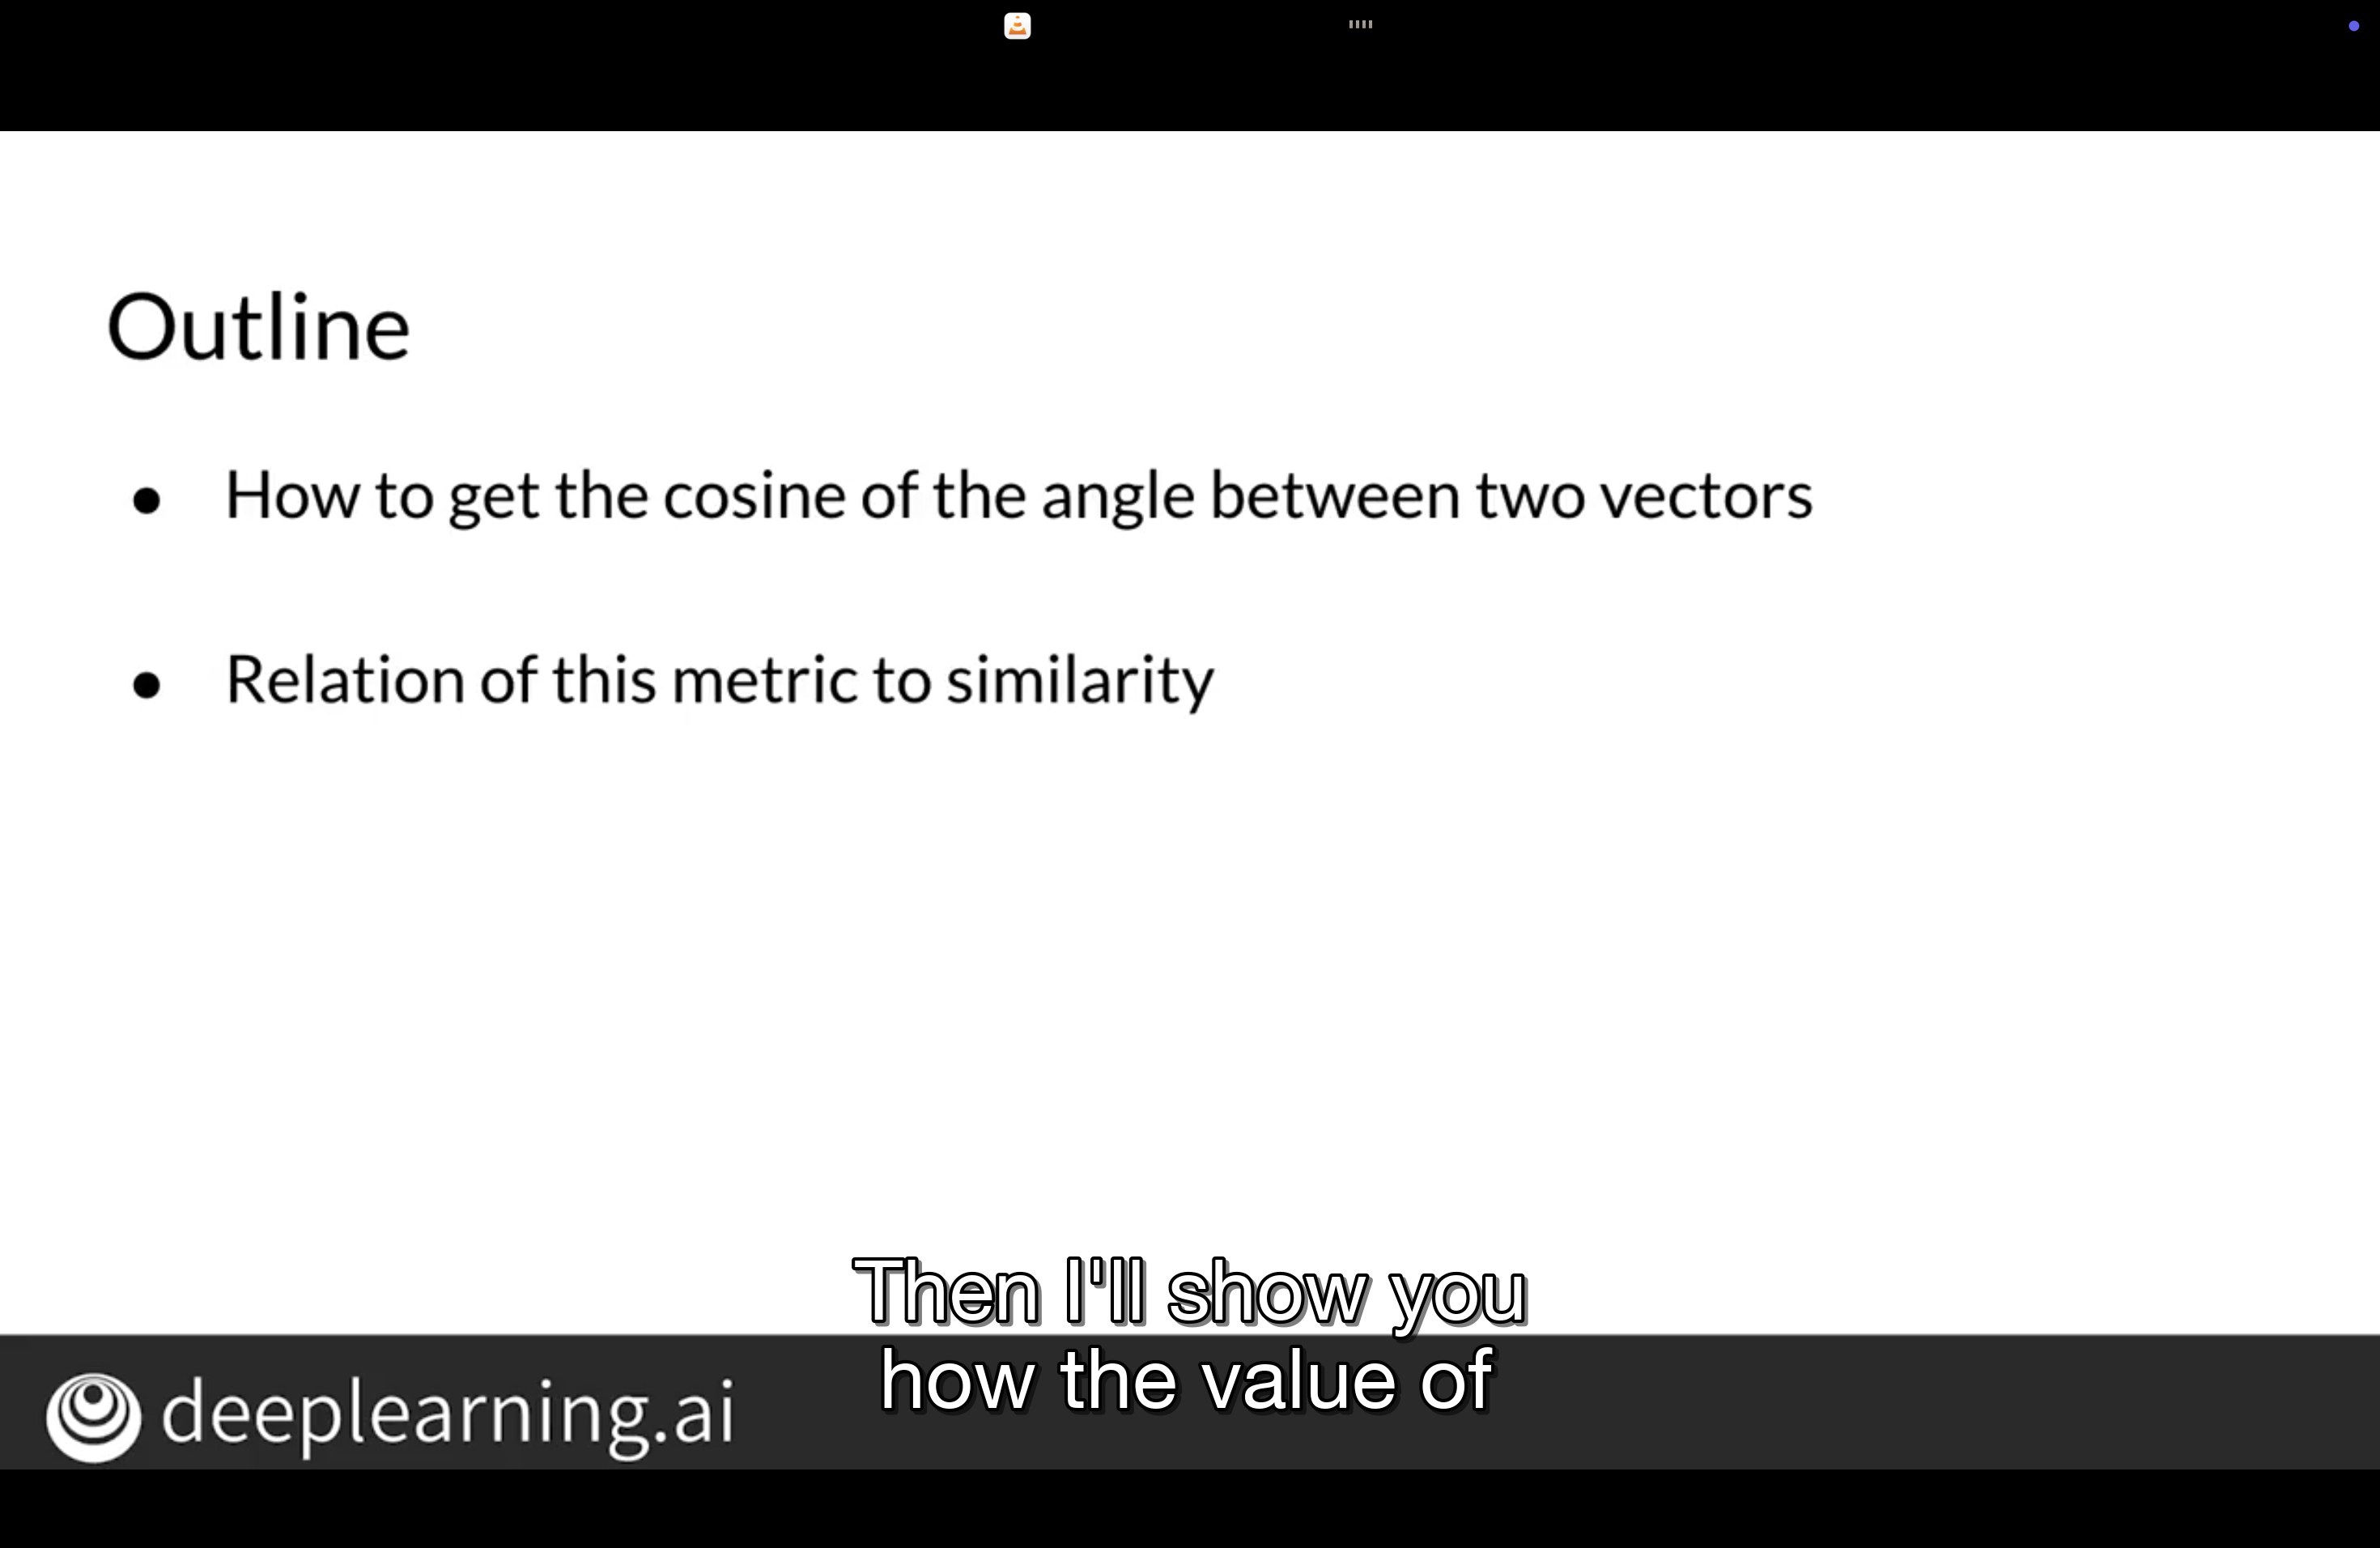 Outline
● How to get the cosine of the angle between two vectors
● Relation of this metric to similarity
Then I'll show you
how the value of
deeplearning.ai